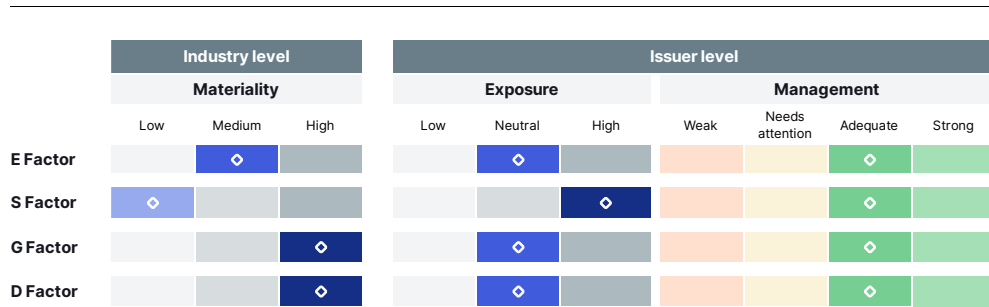 Industry level
Issuer level
Materiality
Exposure
Management
Low
Medium
High
Low
Neutral
High
Weak
Needs
attention
Adequate
Strong
E Factor
S Factor
G Factor
D Factor